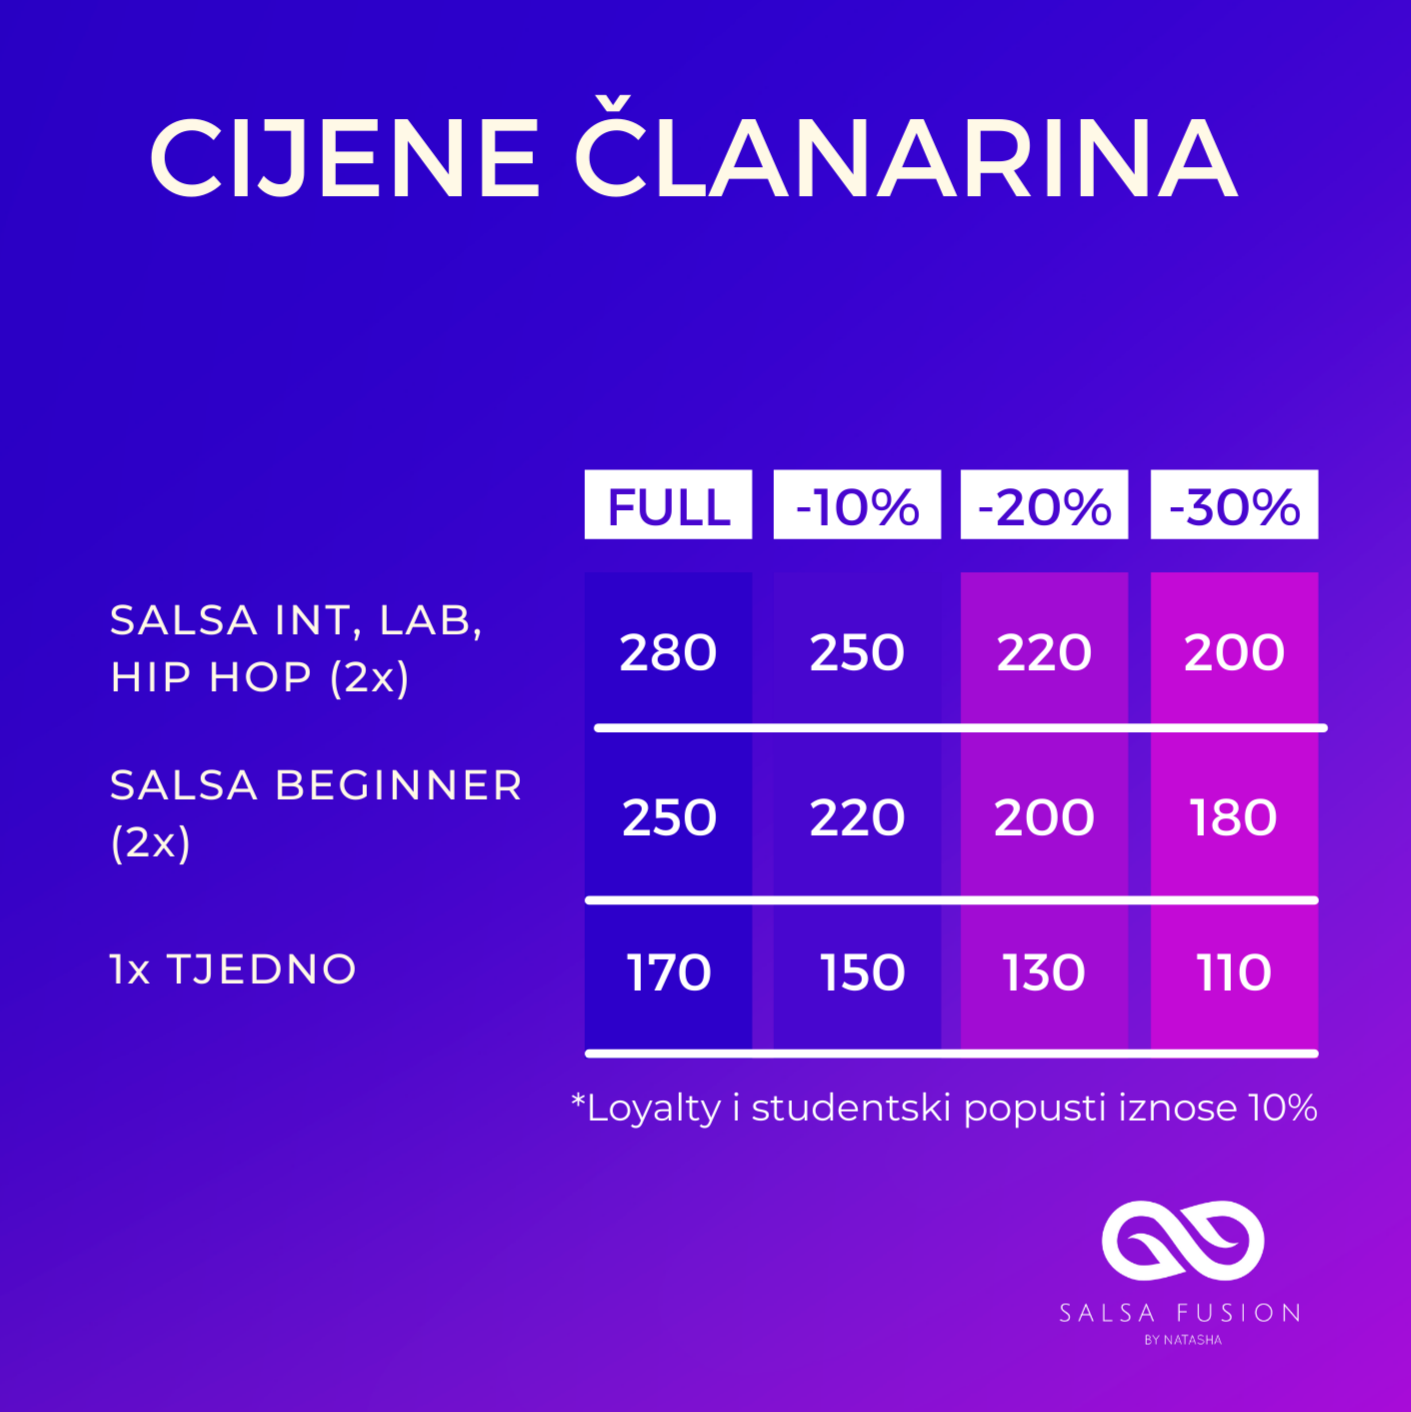 CIJENE ČLANARINA
FULL -10% -20% -30%
SALSA INT, LAB,
HIP HOP (2x)
280 250 220 200
SALSA BEGINNER
(2x)
250 220 200 180
1x TJEDNO
170 150 130 110
*Loyalty i studentski popusti iznose 10%
SALSA FUSION
BY NATASHA